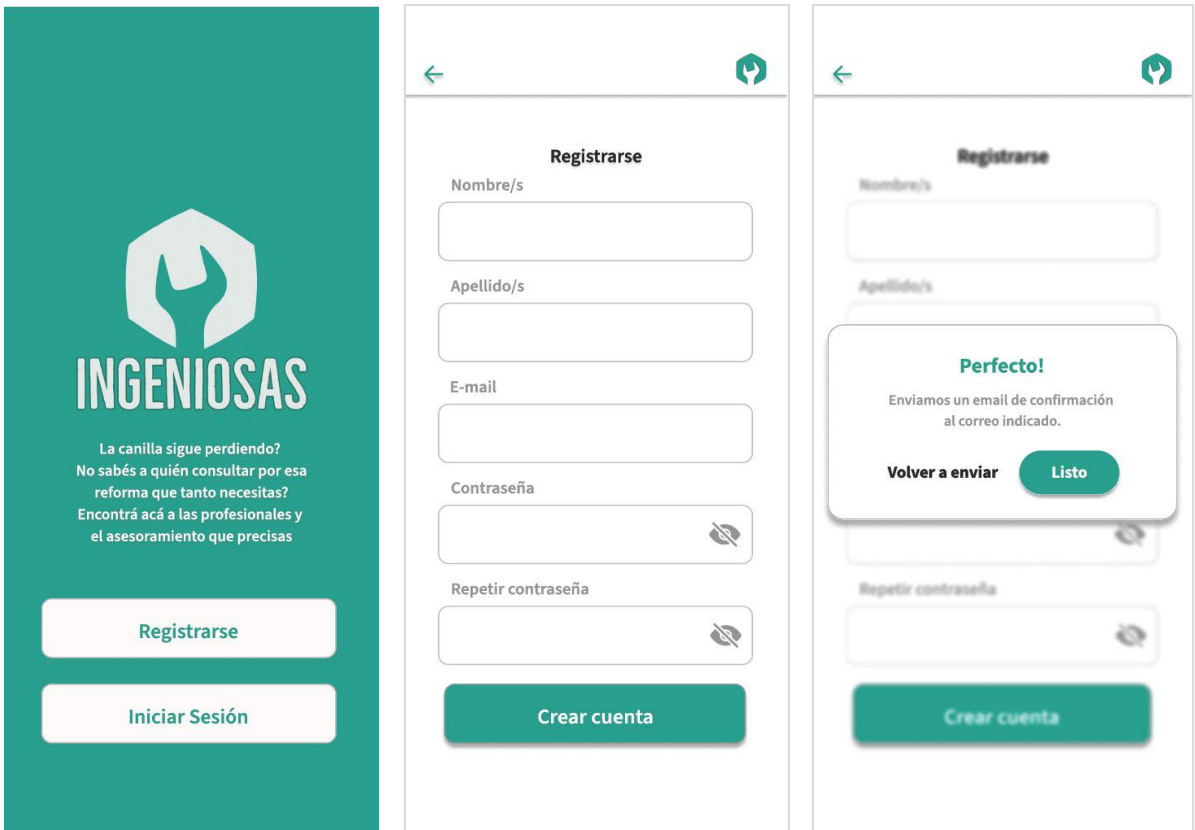 INGENIOSAS
La canilla sigue perdiendo?
No sabés a quién consultar por esa
reforma que tanto necesitas?
Encontrá acá a las profesionales y
el asesoramiento que precisas
Registrarse
Iniciar Sesión
Registrarse
Nombre/s
Apellido/s
E-mail
Contraseña
Repetir contraseña
Crear cuenta
Registrarse
Nombre/s
Apellido/s
Perfecto!
Enviamos un email de confirmación
al correo indicado.
Volver a enviar
Listo
Repetir contraseña
Crear cuenta